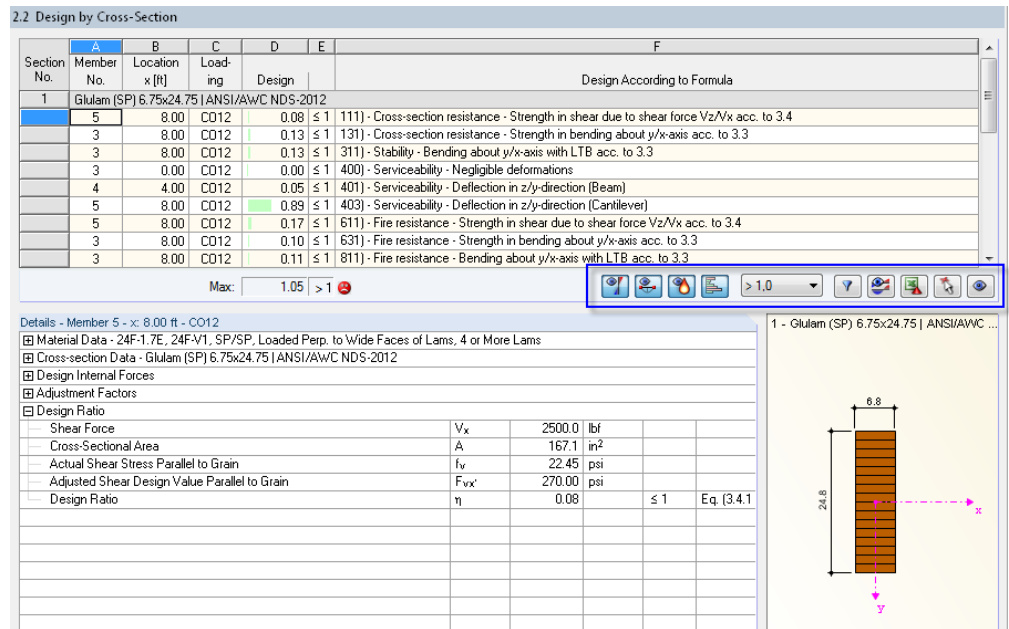 2.2 Design by Cross-Section
A B C D E F
Section Member Location Load-
No. No. x [ft] ing Design Design According to Formula
1 Glulam (SP) 6.75x24.75 | ANSI/AWC NDS-2012
5 8.00 CO12 0.08 ≤ 1 111) - Cross-section resistance - Strength in shear due to shear force Vz/Vx acc. to 3.4
3 8.00 CO12 0.13 ≤ 1 131) - Cross-section resistance - Strength in bending about y/x-axis acc. to 3.3
3 8.00 CO12 0.13 ≤ 1 311) - Stability - Bending about y/x-axis with LTB acc. to 3.3
3 0.00 CO12 0.00 ≤ 1 400) - Serviceability - Negligible deformations
4 4.00 CO12 0.05 ≤ 1 401) - Serviceability - Deflection in z/y-direction (Beam)
5 8.00 CO12 0.89 ≤ 1 403) - Serviceability - Deflection in z/y-direction (Cantilever)
5 8.00 CO12 0.17 ≤ 1 611) - Fire resistance - Strength in shear due to shear force Vz/Vx acc. to 3.4
3 8.00 CO12 0.10 ≤ 1 631) - Fire resistance - Strength in bending about y/x-axis acc. to 3.3
3 8.00 CO12 0.11 ≤ 1 811) - Fire resistance - Bending about y/x-axis with LTB acc. to 3.3
Max: 1.05 > 1 > 1,0
Details - Member 5 - x: 8.00 ft - CO12
Material Data - 24F-1.7E, 24F-V1, SP/SP, Loaded Perp. to Wide Faces of Lams, 4 or More Lams
Cross-section Data - Glulam (SP) 6.75x24.75 | ANSI/AWC NDS-2012
Design Internal Forces
Adjustment Factors
Design Ratio
Shear Force Vx 2500.0 lbf
Cross-Sectional Area A 167.1 in²
Actual Shear Stress Parallel to Grain fv 22.45 psi
Adjusted Shear Design Value Parallel to Grain Fvx' 270.00 psi
Design Ratio η 0.08 ≤ 1 Eq. (3.4.1
1 - Glulam (SP) 6.75x24.75 | ANSI/AWC ...
6.8
24.8
x
y